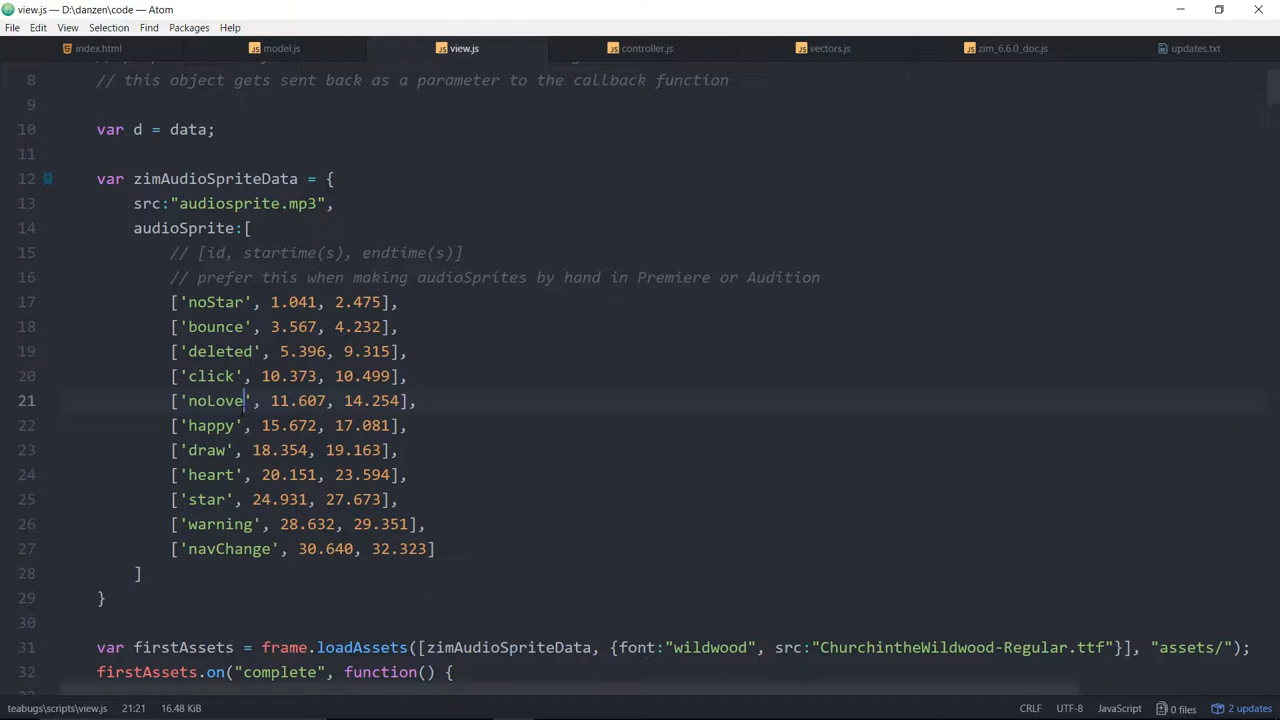 view.js — D:\danzen\code — Atom
File Edit View Selection Find Packages Help
index.html model.js view.js controller.js vectors.js zim_6.6.0_doc.js updates.txt
8 // this object gets sent back as a parameter to the callback function
9
10 var d = data;
11
12 var zimAudioSpriteData = {
13 src:"audiosprite.mp3",
14 audioSprite:[
15 // [id, startime(s), endtime(s)]
16 // prefer this when making audioSprites by hand in Premiere or Audition
17 ['noStar', 1.041, 2.475],
18 ['bounce', 3.567, 4.232],
19 ['deleted', 5.396, 9.315],
20 ['click', 10.373, 10.499],
21 ['noLove', 11.607, 14.254],
22 ['happy', 15.672, 17.081],
23 ['draw', 18.354, 19.163],
24 ['heart', 20.151, 23.594],
25 ['star', 24.931, 27.673],
26 ['warning', 28.632, 29.351],
27 ['navChange', 30.640, 32.323]
28 ]
29 }
30
31 var firstAssets = frame.loadAssets([zimAudioSpriteData, {font:"wildwood", src:"ChurchintheWildwood-Regular.ttf"}], "assets/");
32 firstAssets.on("complete", function() {
teabugs\scripts\view.js 21:21 16.48 KiB CRLF UTF-8 JavaScript 0 files 2 updates